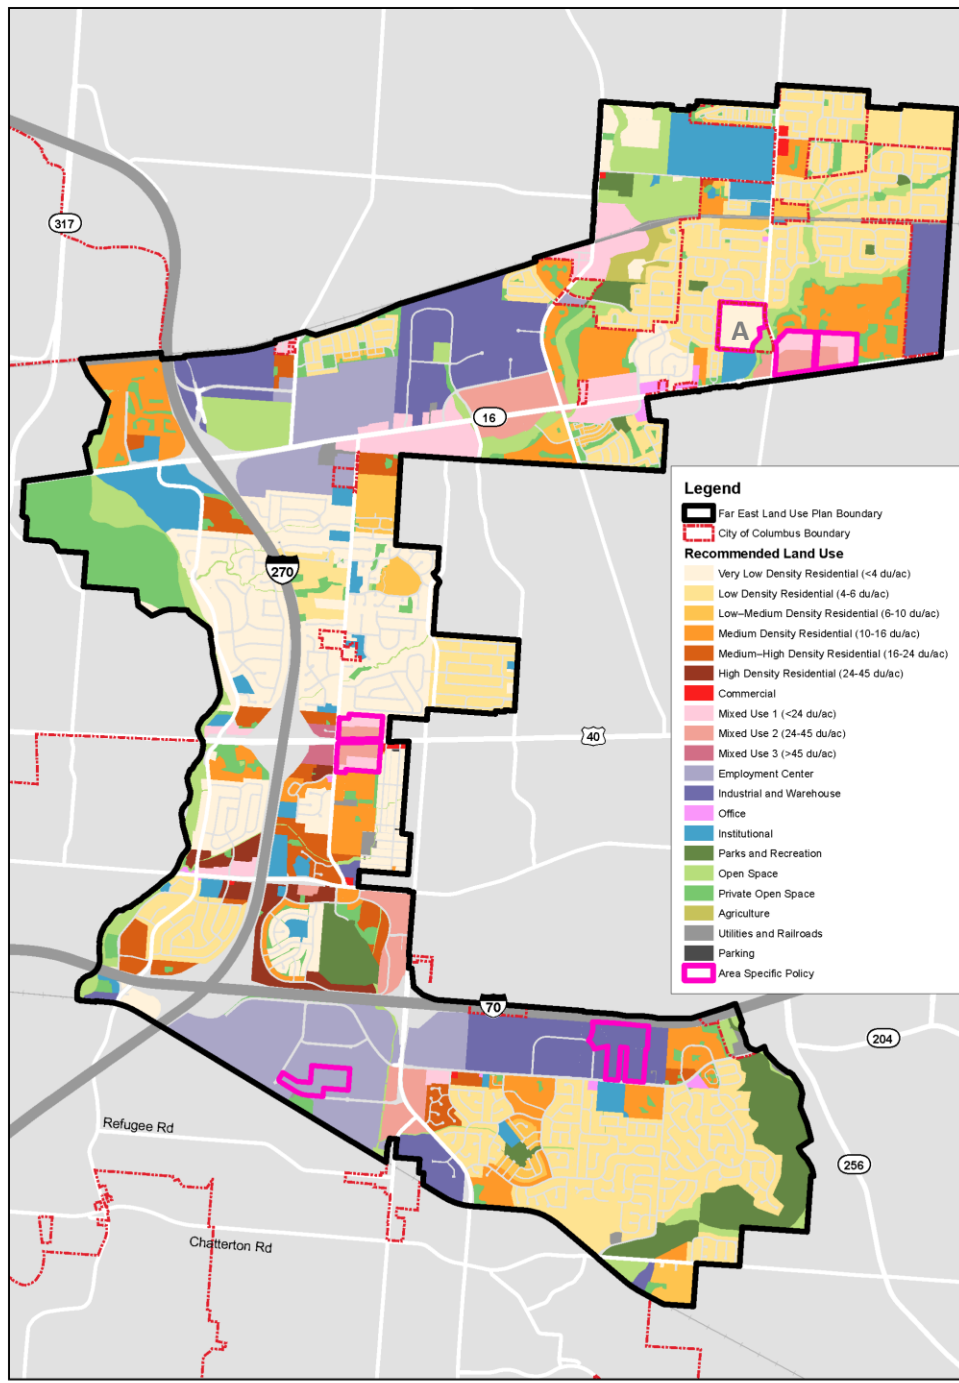 317
A
16
270
40
70
204
256
Refugee Rd
Chatterton Rd
Legend
Far East Land Use Plan Boundary
City of Columbus Boundary
Recommended Land Use
Very Low Density Residential (<4 du/ac)
Low Density Residential (4-6 du/ac)
Low–Medium Density Residential (6-10 du/ac)
Medium Density Residential (10-16 du/ac)
Medium–High Density Residential (16-24 du/ac)
High Density Residential (24-45 du/ac)
Commercial
Mixed Use 1 (<24 du/ac)
Mixed Use 2 (24-45 du/ac)
Mixed Use 3 (>45 du/ac)
Employment Center
Industrial and Warehouse
Office
Institutional
Parks and Recreation
Open Space
Private Open Space
Agriculture
Utilities and Railroads
Parking
Area Specific Policy